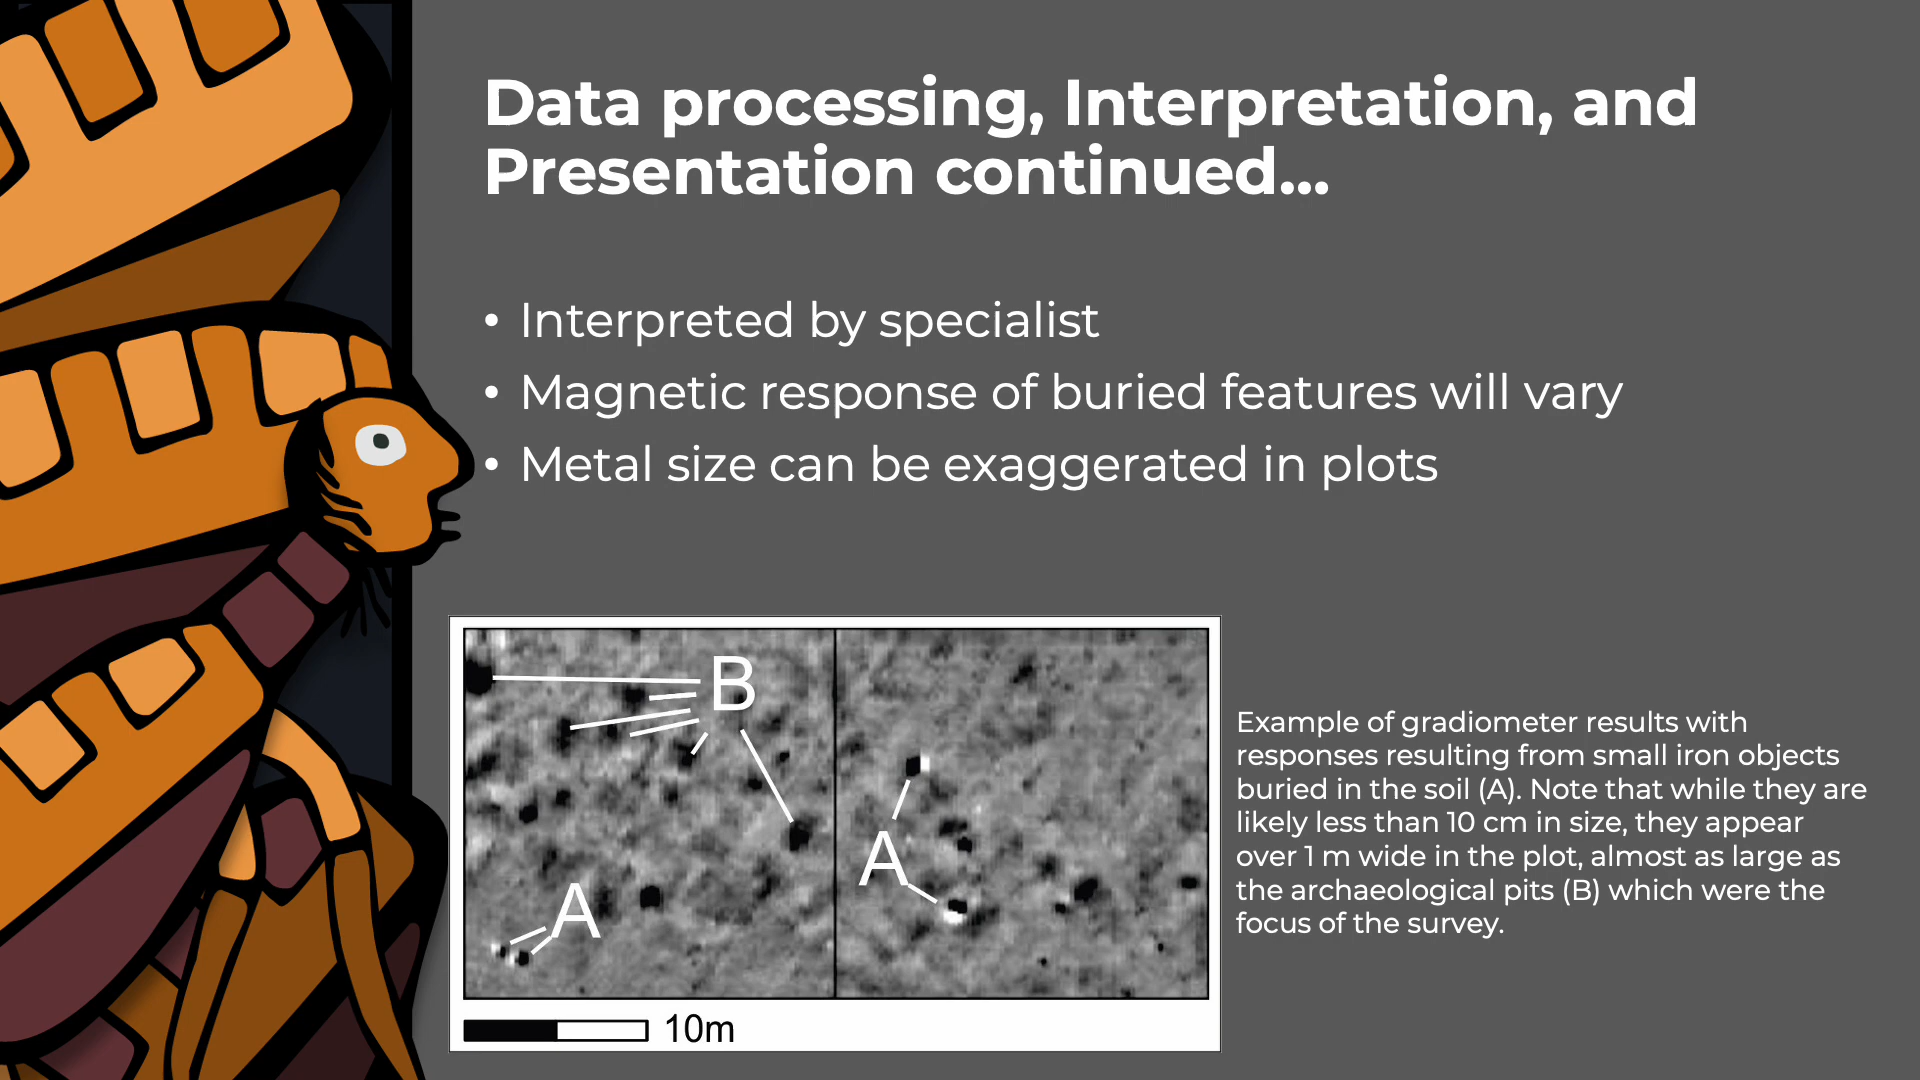 Data processing, Interpretation, and
Presentation continued...
• Interpreted by specialist
• Magnetic response of buried features will vary
• Metal size can be exaggerated in plots
B
A
A
10m
Example of gradiometer results with
responses resulting from small iron objects
buried in the soil (A). Note that while they are
likely less than 10 cm in size, they appear
over 1 m wide in the plot, almost as large as
the archaeological pits (B) which were the
focus of the survey.